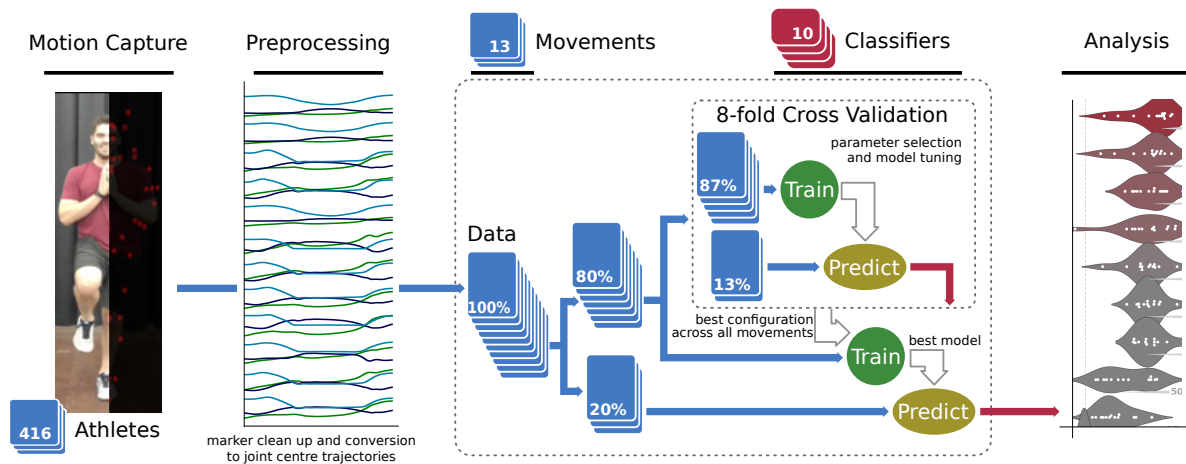 Motion Capture
Preprocessing
13 Movements
10 Classifiers
Analysis
8-fold Cross Validation
parameter selection
and model tuning
87%
Train
Data
100%
80%
13%
Predict
best configuration
across all movements
Train
best model
20%
Predict
50
416 Athletes
marker clean up and conversion
to joint centre trajectories